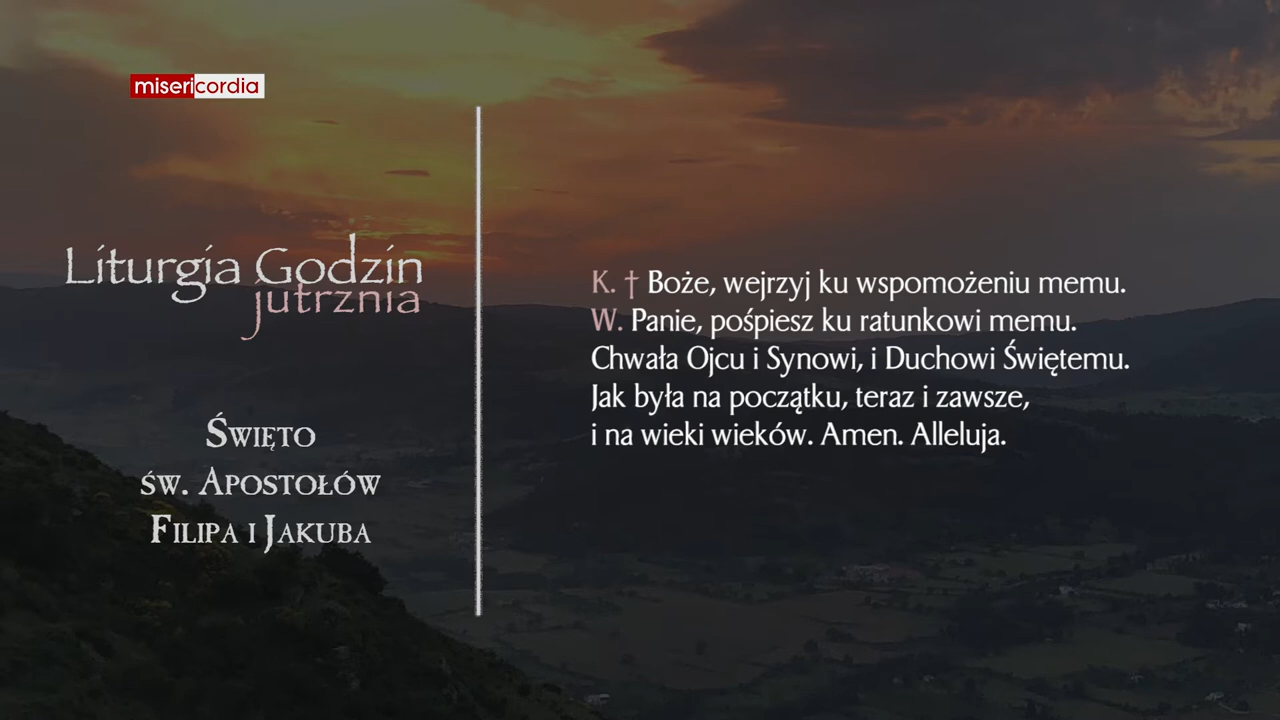 misericordia
Liturgia Godzin
jutrznia
Święto
św. Apostołów
Filipa i Jakuba
K. † Boże, wejrzyj ku wspomożeniu memu.
W. Panie, pośpiesz ku ratunkowi memu.
Chwała Ojcu i Synowi, i Duchowi Świętemu.
Jak była na początku, teraz i zawsze,
i na wieki wieków. Amen. Alleluja.